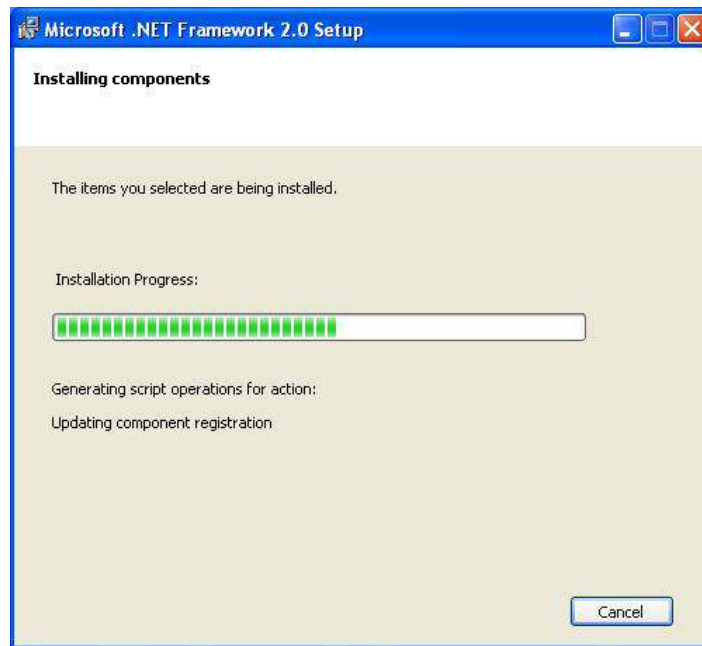 Microsoft .NET Framework 2.0 Setup
Installing components
The items you selected are being installed.
Installation Progress:
Generating script operations for action:
Updating component registration
Cancel